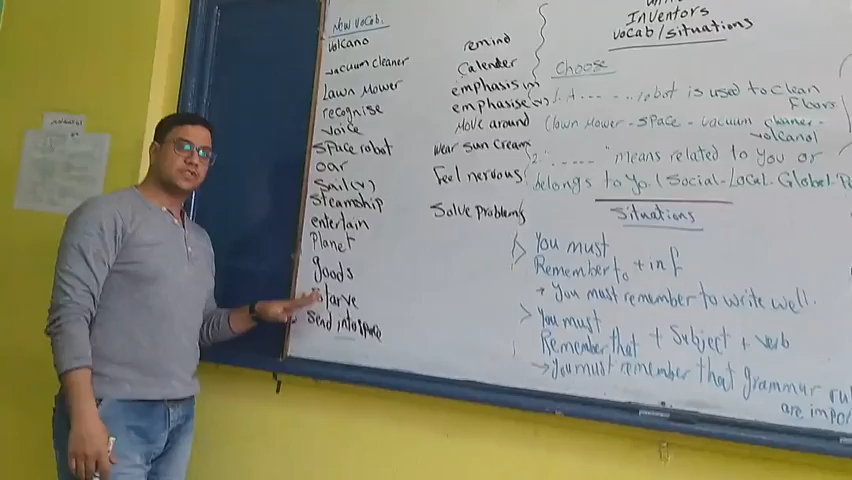 New Vocab.
volcano
vacuum cleaner
Lawn Mower
recognise
voice
space robot
oar
Sail(v)
steamship
entertain
Planet
goods
starve
send into space
remind
Calender
emphasis(n)
emphasise(v)
Move around
wear sun cream
feel nervous
Solve Problems
Inventors
vocab/situations
Choose
1. A ...... robot is used to clean
Floors
(lawn Mower - space - vacuum cleaner -
volcano)
2. "....." means related to you or
belongs to yo (Social - Local - Global - P
Situations
You must
Remember to + inf
→ You must remember to write well.
You must
Remember that + Subject + verb
→ You must remember that grammar rul
are impor